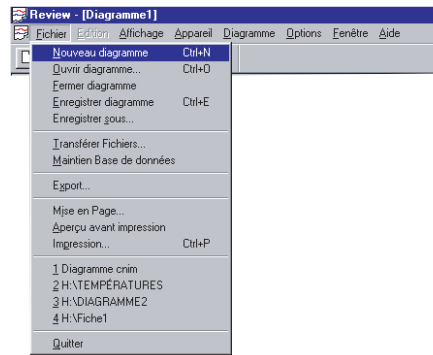 Review - [Diagramme1]
Fichier Edition Affichage Appareil Diagramme Options Fenêtre Aide
Nouveau diagramme Ctrl+N
Ouvrir diagramme... Ctrl+O
Fermer diagramme
Enregistrer diagramme Ctrl+E
Enregistrer sous...
Transférer Fichiers...
Maintien Base de données
Export...
Mise en Page...
Aperçu avant impression
Impression... Ctrl+P
1 Diagramme cnim
2 H:\TEMPÉRATURES
3 H:\DIAGRAMME2
4 H:\Fiche1
Quitter